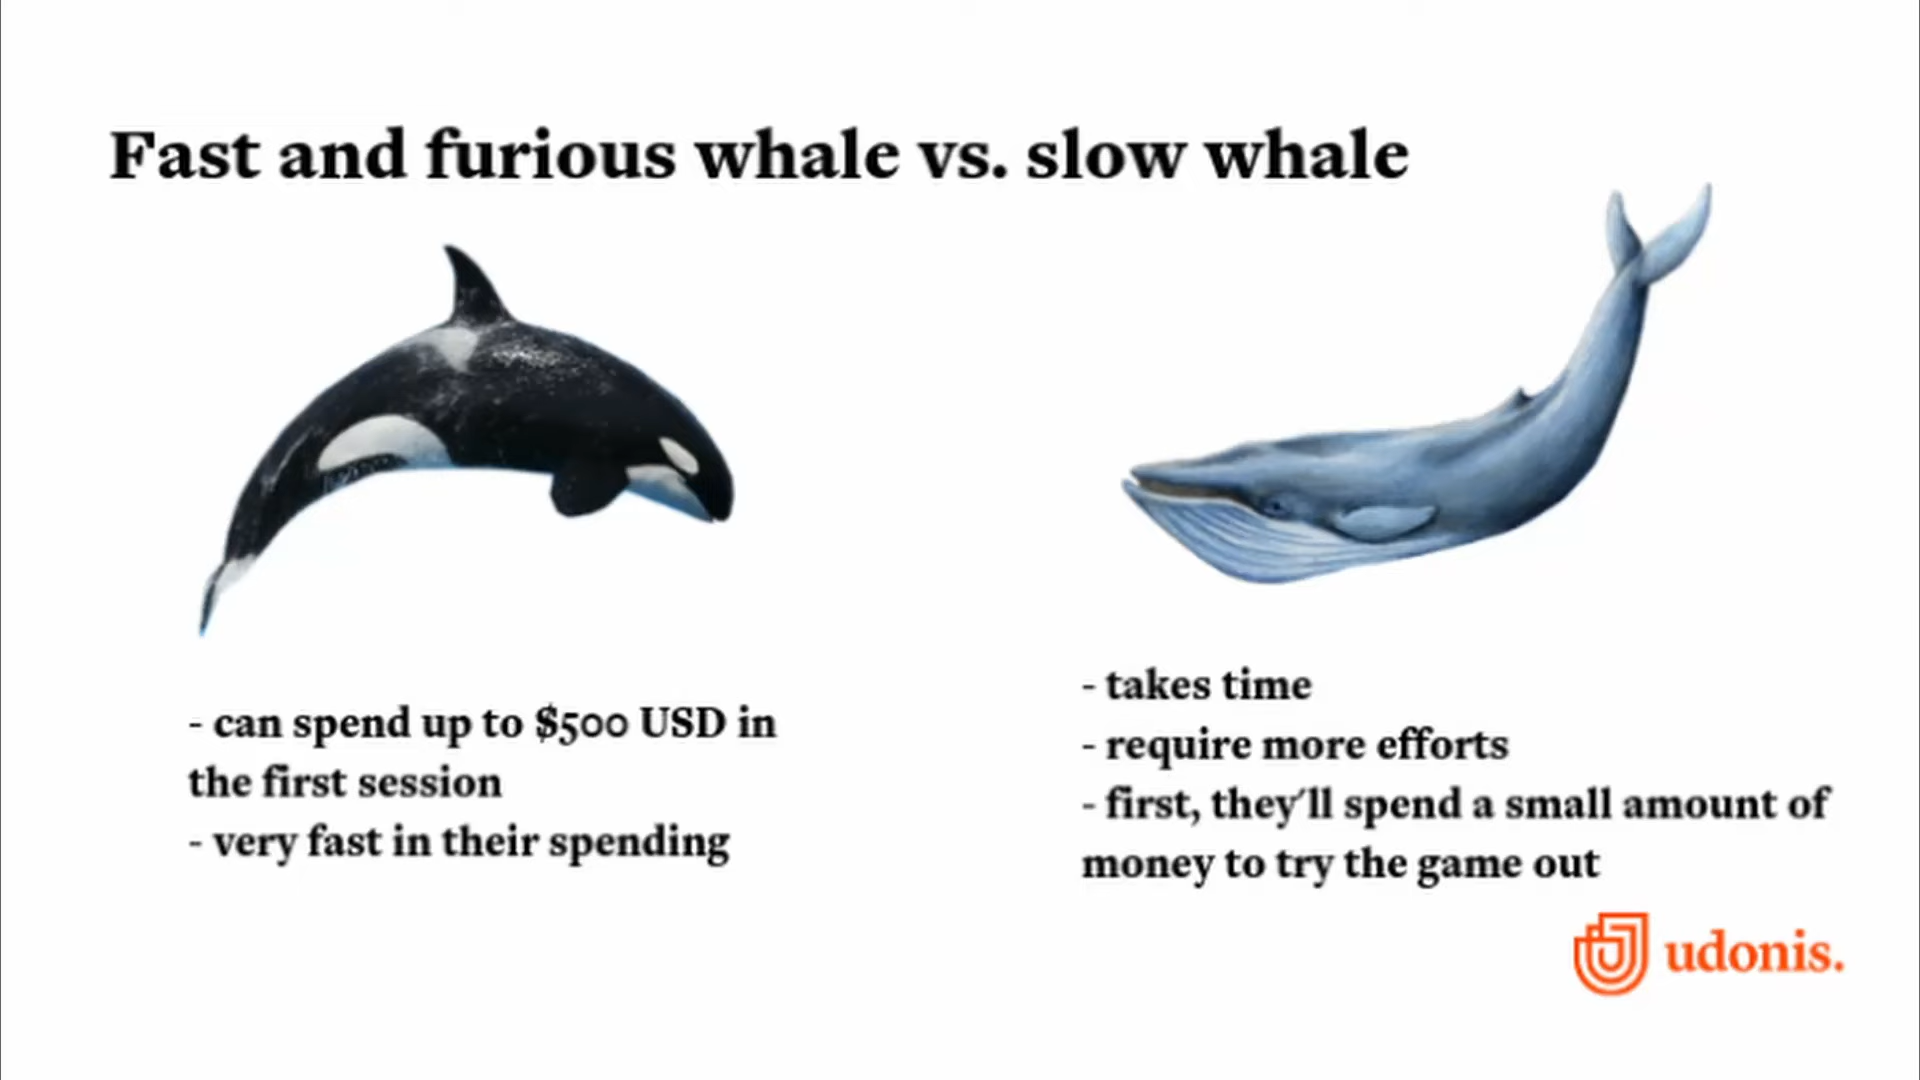 Fast and furious whale vs. slow whale
- can spend up to $500 USD in
the first session
- very fast in their spending
- takes time
- require more efforts
- first, they'll spend a small amount of
money to try the game out
udonis.